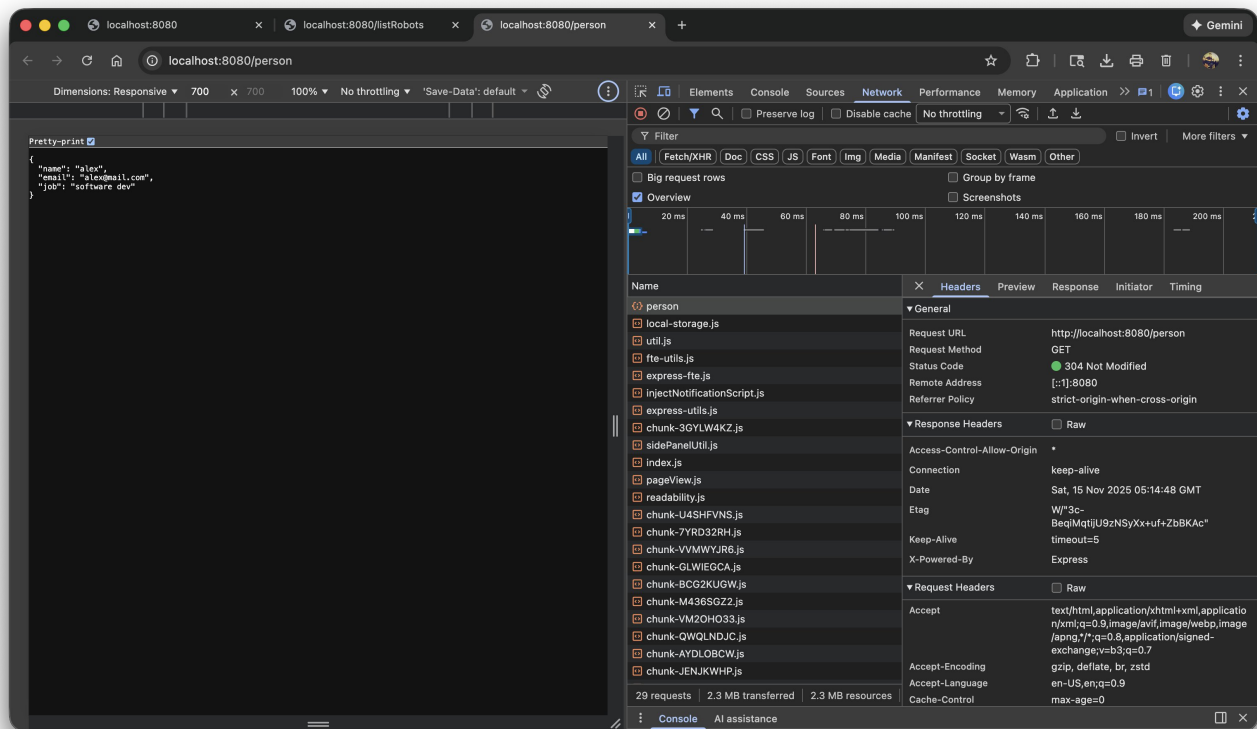 localhost:8080
localhost:8080/listRobots
localhost:8080/person
Gemini
localhost:8080/person
Dimensions: Responsive 700 x 700 100% No throttling 'Save-Data': default
Elements Console Sources Network Performance Memory Application 1
Preserve log Disable cache No throttling
Filter Invert More filters
All Fetch/XHR Doc CSS JS Font Img Media Manifest Socket Wasm Other
Big request rows Group by frame
Overview Screenshots
20 ms 40 ms 60 ms 80 ms 100 ms 120 ms 140 ms 160 ms 180 ms 200 ms
Pretty-print
{
"name": "alex",
"email": "alex@mail.com",
"job": "software dev"
}
Name
person
local-storage.js
util.js
fte-utils.js
express-fte.js
injectNotificationScript.js
express-utils.js
chunk-3GYLW4KZ.js
sidePanelUtil.js
index.js
pageView.js
readability.js
chunk-U4SHFVNS.js
chunk-7YRD32RH.js
chunk-VVMWYJR6.js
chunk-GLWIEGCA.js
chunk-BCG2KUGW.js
chunk-M436SGZ2.js
chunk-VM2OHO33.js
chunk-QWQLNDJC.js
chunk-AYDLOBCW.js
chunk-JENJKWHP.js
29 requests 2.3 MB transferred 2.3 MB resources
Headers Preview Response Initiator Timing
General
Request URL http://localhost:8080/person
Request Method GET
Status Code 304 Not Modified
Remote Address [::1]:8080
Referrer Policy strict-origin-when-cross-origin
Response Headers Raw
Access-Control-Allow-Origin *
Connection keep-alive
Date Sat, 15 Nov 2025 05:14:48 GMT
Etag W/"3c-
BeqiMqtijU9zNSyXx+uf+ZbBKAc"
Keep-Alive timeout=5
X-Powered-By Express
Request Headers Raw
Accept text/html,application/xhtml+xml,applicatio
n/xml;q=0.9,image/avif,image/webp,image
/apng,*/*;q=0.8,application/signed-
exchange;v=b3;q=0.7
Accept-Encoding gzip, deflate, br, zstd
Accept-Language en-US,en;q=0.9
Cache-Control max-age=0
Console AI assistance